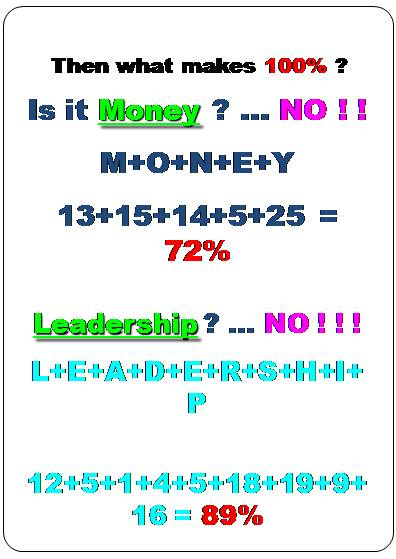 Then what makes 100% ?
Is it Money ? ... NO ! !
M+O+N+E+Y
13+15+14+5+25 =
72%
Leadership ? ... NO ! ! !
L+E+A+D+E+R+S+H+I+
P
12+5+1+4+5+18+19+9+
16 = 89%